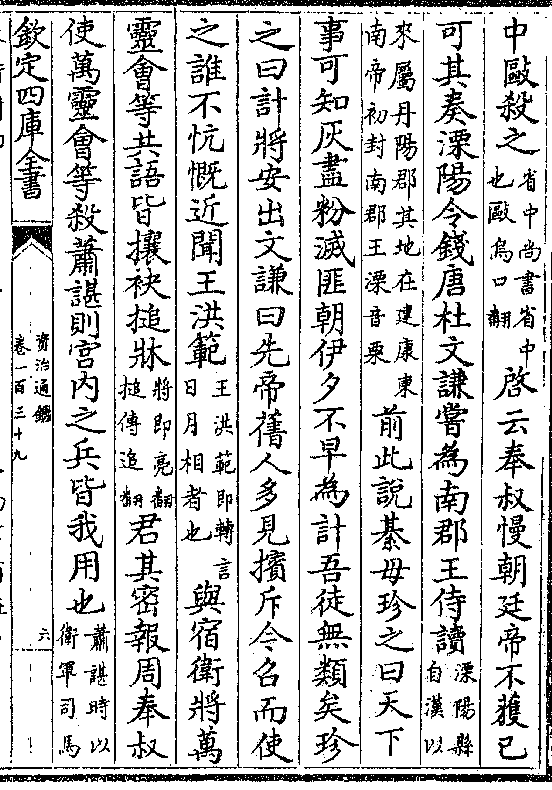 中毆殺之省中尚書省中也毆烏口翻啓云奉叔慢朝廷帝不獲已
可其奏溧陽令錢唐杜文謙嘗為南郡王侍讀溧陽縣自漢以
來屬丹陽郡其地在建康東南帝初封南郡王溧音栗前此說綦毋珍之曰天下
事可知灰盡粉滅匪朝伊夕不早為計吾徒無類矣珍
之曰計將安出文謙曰先帝舊人多見擯斥今召而使
之誰不忼慨近聞王洪範王洪範即轉言日月相者也與宿衛將萬
靈會等共語皆攘袂搥牀將即亮翻搥傳追翻君其密報周奉叔
使萬靈會等殺蕭諶則宮內之兵皆我用也蕭諶時以衛軍司馬
欽定四庫全書
資治通鑑
卷一百三十九
六